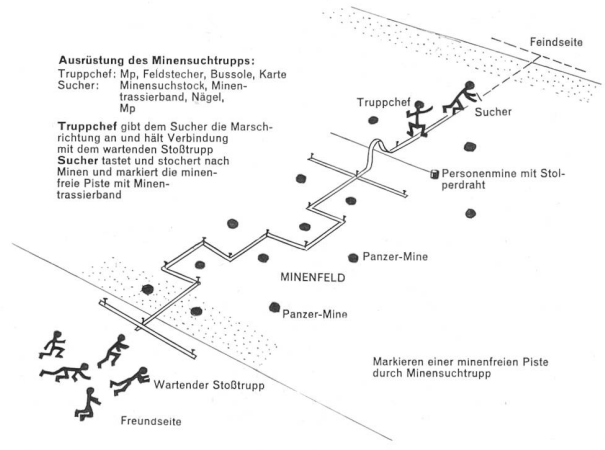 Ausrüstung des Minensuchtrupps:
Truppchef: Mp, Feldstecher, Bussole, Karte
Sucher: Minensuchstock, Minen-
trassierband, Nägel,
Mp
Truppchef gibt dem Sucher die Marsch-
richtung an und hält Verbindung
mit dem wartenden Stoßtrupp
Sucher tastet und stochert nach
Minen und markiert die minen-
freie Piste mit Minen-
trassierband
Feindseite
Truppchef
Sucher
Personenmine mit Stol-
perdraht
Panzer-Mine
MINENFELD
Panzer-Mine
Markieren einer minenfreien Piste
durch Minensuchtrupp
Wartender Stoßtrupp
Freundseite